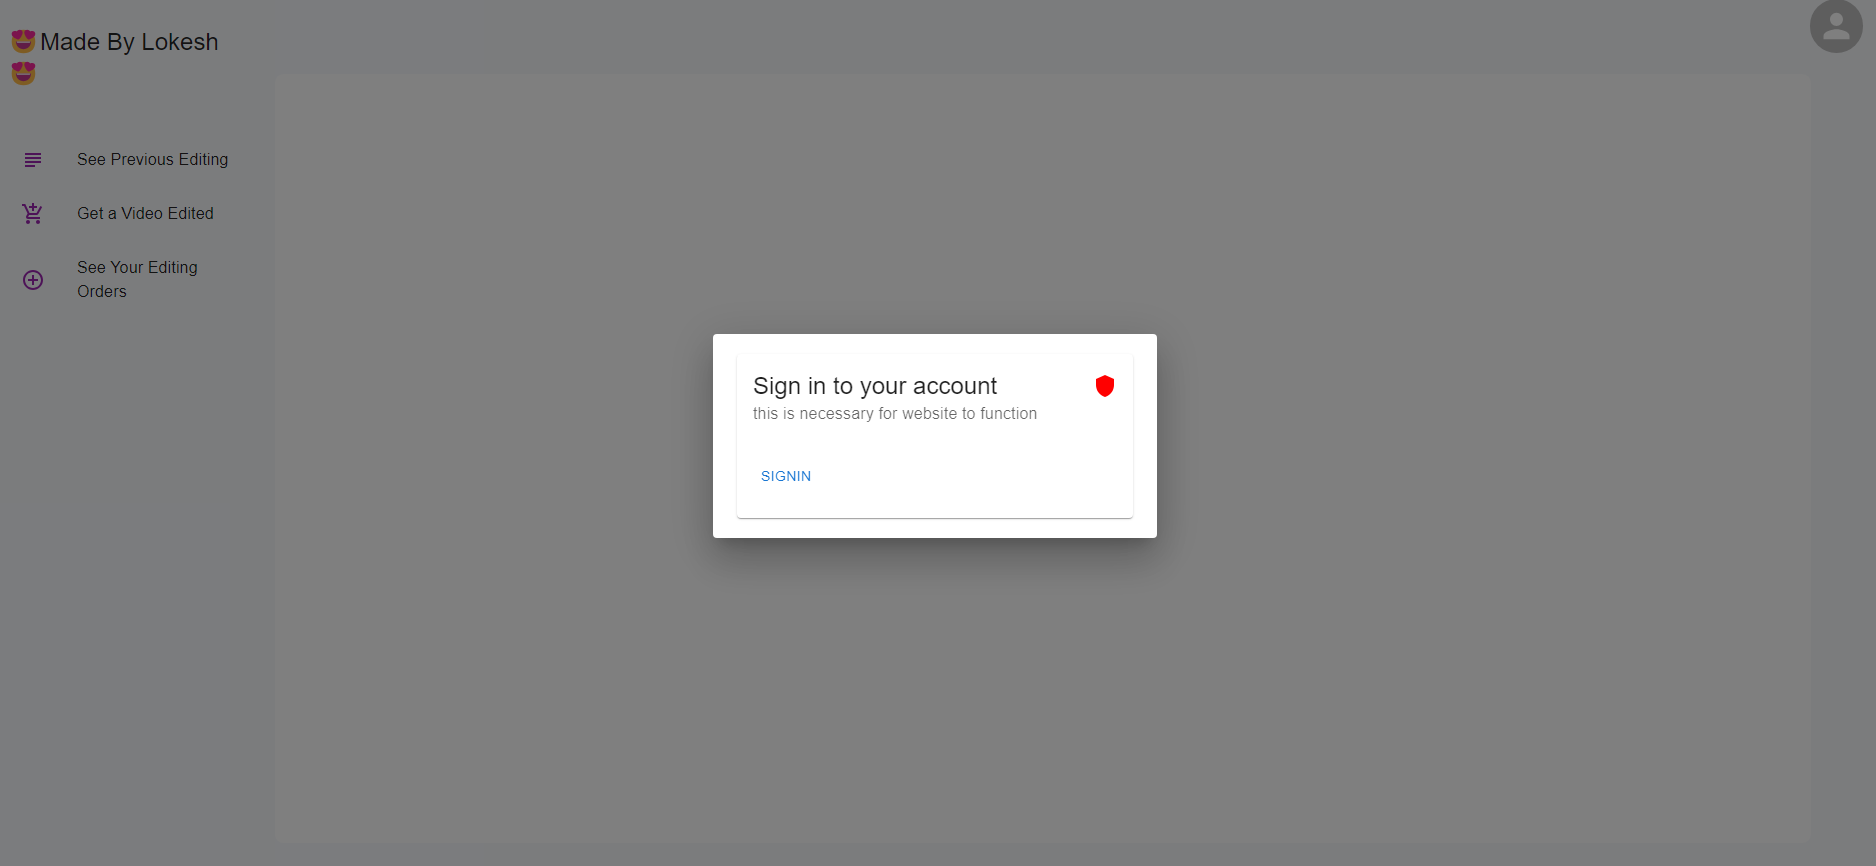 😍Made By Lokesh
😍
See Previous Editing
Get a Video Edited
See Your Editing
Orders
Sign in to your account
this is necessary for website to function
SIGNIN